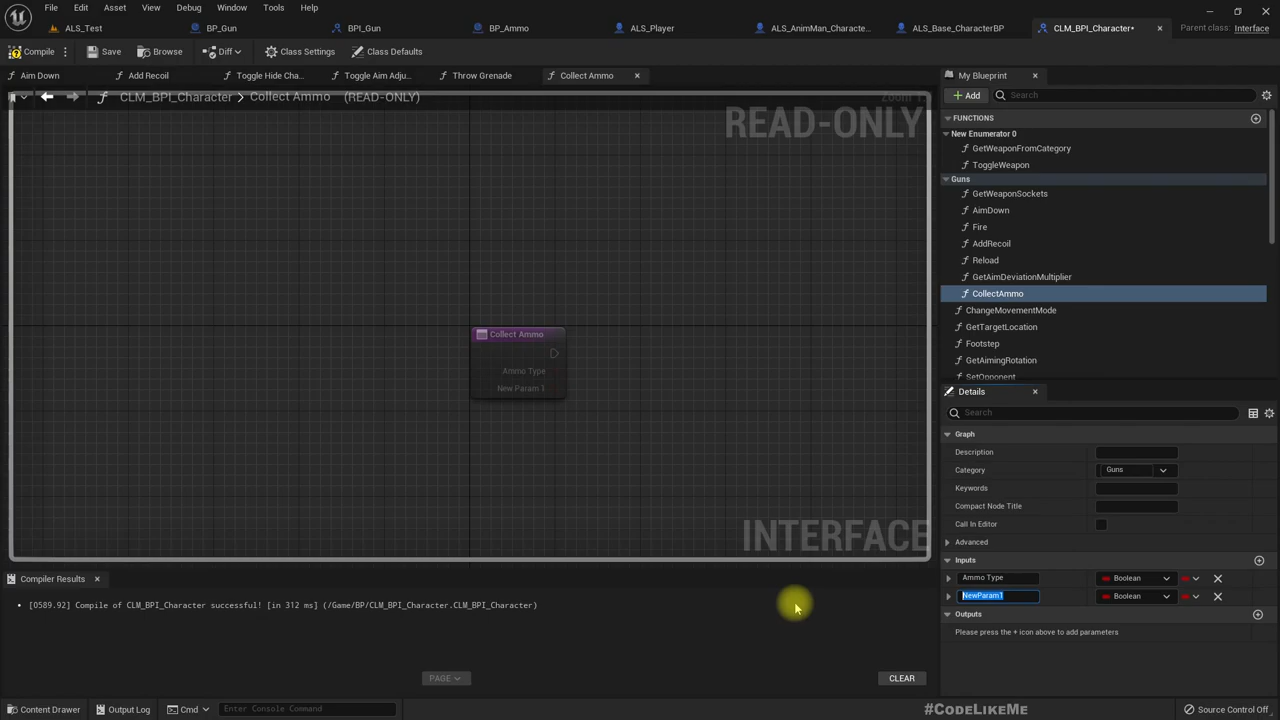 File Edit Asset View Debug Window Tools Help
ALS_Test BP_Gun BPI_Gun BP_Ammo ALS_Player ALS_AnimMan_Characte... ALS_Base_CharacterBP CLM_BPI_Character• Parent class: Interface
Compile Save Browse Diff Class Settings Class Defaults
Aim Down Add Recoil Toggle Hide Cha... Toggle Aim Adju... Throw Grenade Collect Ammo My Blueprint
CLM_BPI_Character > Collect Ammo (READ-ONLY) Add Search
READ-ONLY
FUNCTIONS
New Enumerator 0
GetWeaponFromCategory
ToggleWeapon
Guns
GetWeaponSockets
AimDown
Fire
AddRecoil
Reload
GetAimDeviationMultiplier
CollectAmmo
ChangeMovementMode
GetTargetLocation
Footstep
GetAimingRotation
SetOpponent
Collect Ammo
Ammo Type
New Param 1
INTERFACE
Details
Search
Graph
Description
Category Guns
Keywords
Compact Node Title
Call In Editor
Advanced
Inputs
Ammo Type Boolean
NewParam1 Boolean
Outputs
Please press the + icon above to add parameters
Compiler Results
[0589.92] Compile of CLM_BPI_Character successful! [in 312 ms] (/Game/BP/CLM_BPI_Character.CLM_BPI_Character)
PAGE CLEAR
Content Drawer Output Log Cmd Enter Console Command #CodeLikeMe Source Control Off